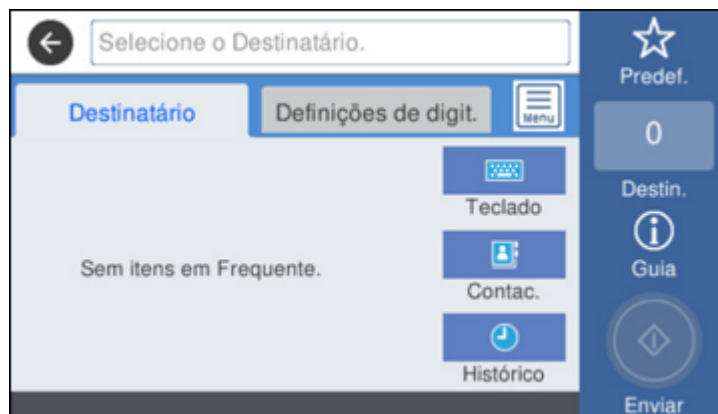 Selecione o Destinatário.
Predef.
Destinatário
Definições de digit.
Menu
0
Destin.
Teclado
Guia
Sem itens em Frequente.
Contac.
Histórico
Enviar